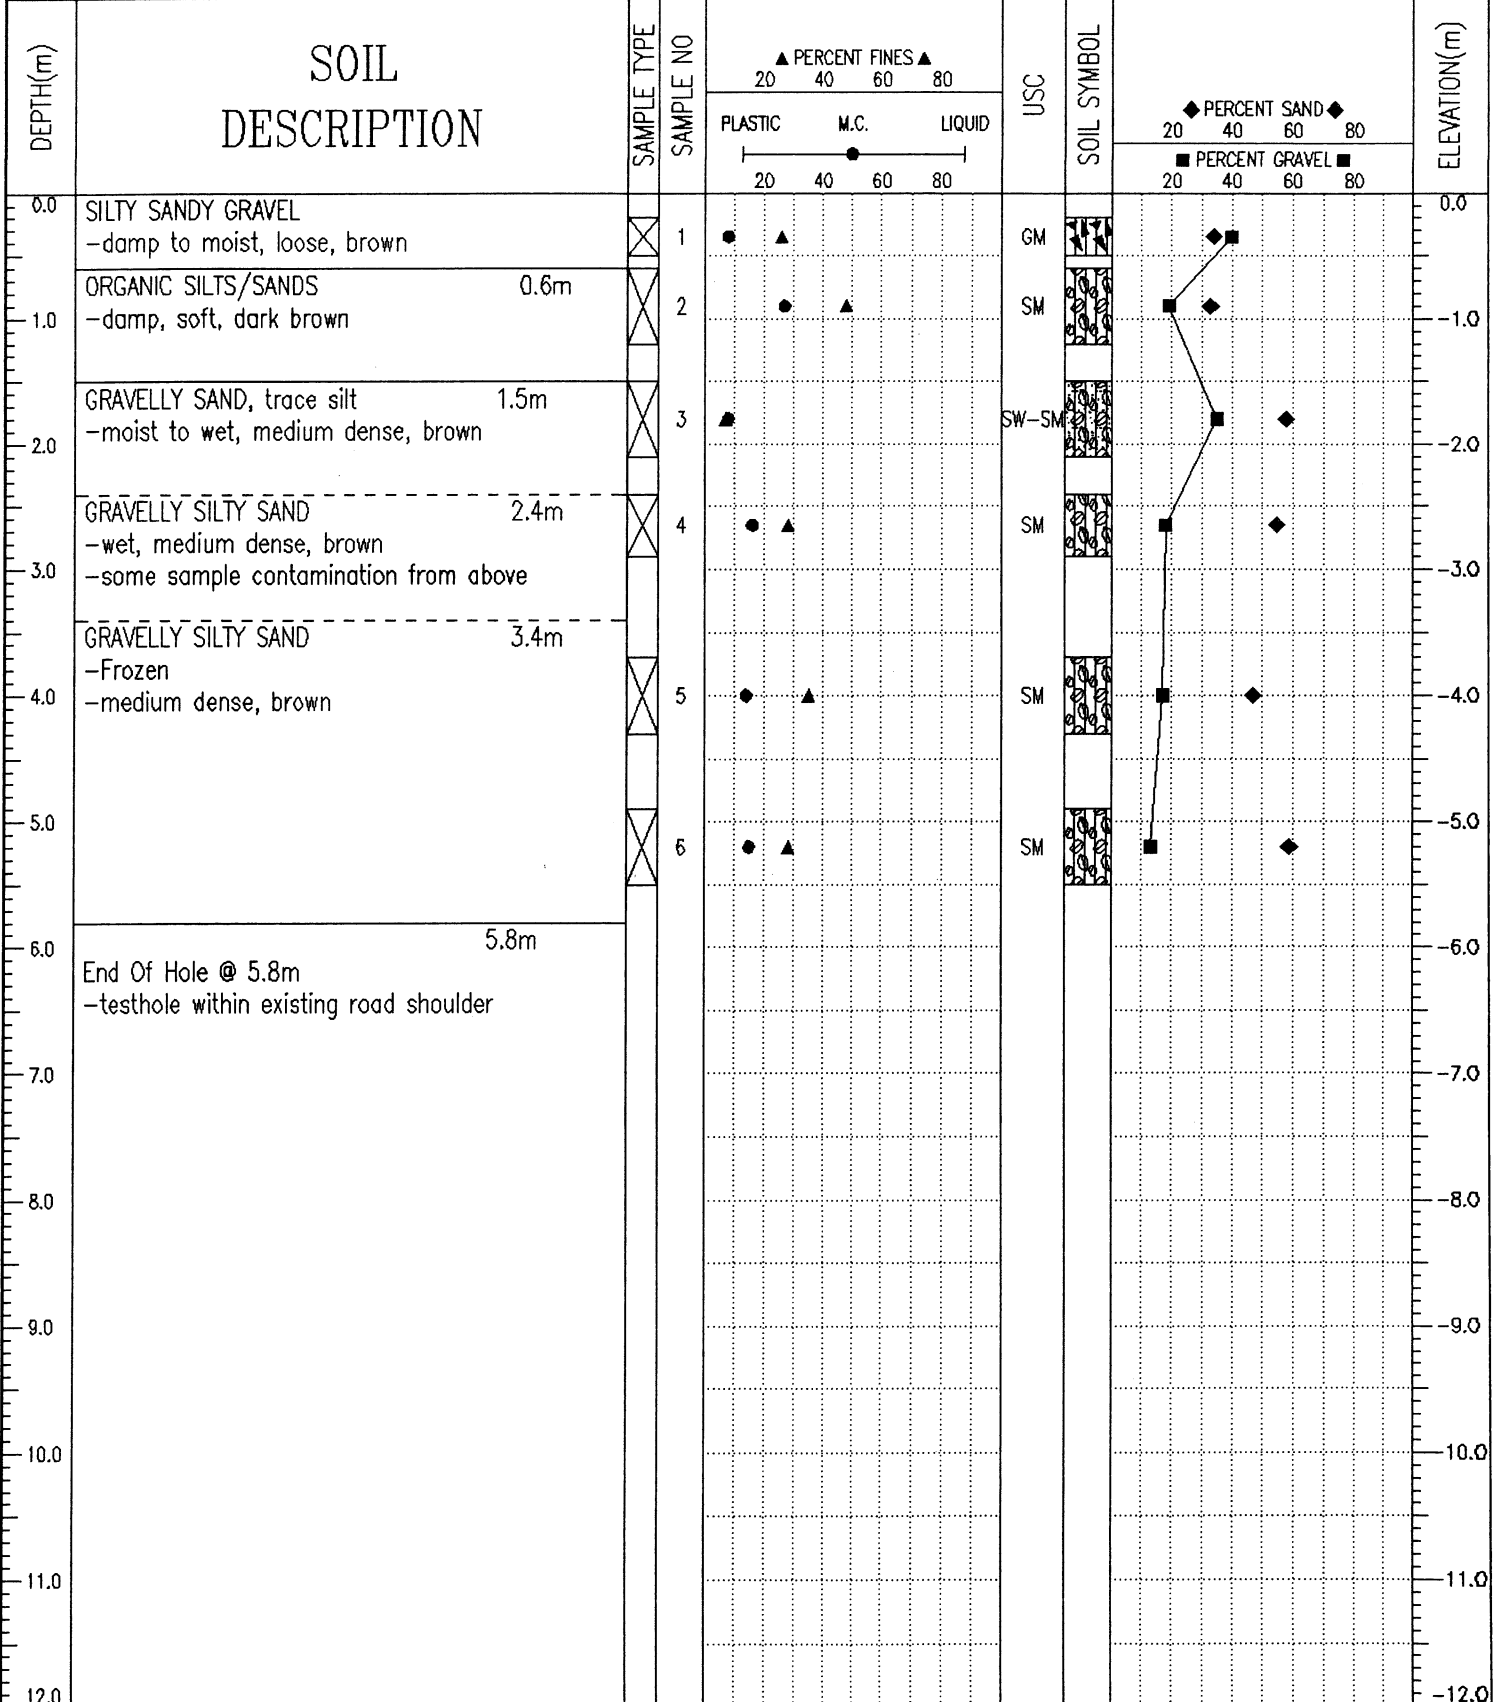 DEPTH(m)
SOIL
DESCRIPTION
SAMPLE TYPE
SAMPLE NO
▲ PERCENT FINES ▲
20 40 60 80
PLASTIC M.C. LIQUID
20 40 60 80
USC
SOIL SYMBOL
◆ PERCENT SAND ◆
20 40 60 80
■ PERCENT GRAVEL ■
20 40 60 80
ELEVATION(m)
0.0
SILTY SANDY GRAVEL
-damp to moist, loose, brown
1
GM
0.0
ORGANIC SILTS/SANDS 0.6m
-damp, soft, dark brown
1.0
2
SM
-1.0
GRAVELLY SAND, trace silt 1.5m
-moist to wet, medium dense, brown
2.0
3
SW-SM
-2.0
GRAVELLY SILTY SAND 2.4m
-wet, medium dense, brown
-some sample contamination from above
3.0
4
SM
-3.0
GRAVELLY SILTY SAND 3.4m
-Frozen
-medium dense, brown
4.0
5
SM
-4.0
5.0
6
SM
-5.0
5.8m
6.0
-6.0
End Of Hole @ 5.8m
-testhole within existing road shoulder
7.0
-7.0
8.0
-8.0
9.0
-9.0
10.0
-10.0
11.0
-11.0
12.0
-12.0